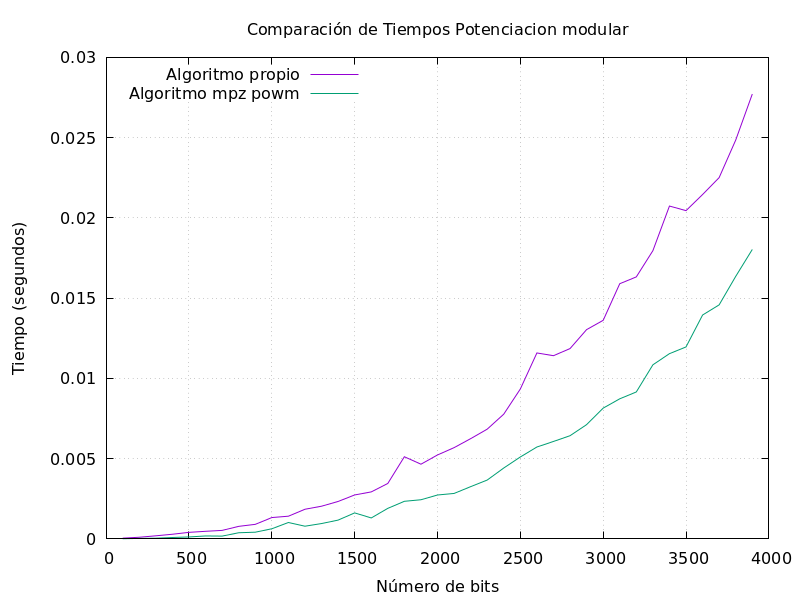 Comparación de Tiempos Potenciacion modular
0.03
Algoritmo propio
Algoritmo mpz powm
0.025
0.02
0.015
0.01
0.005
0
Tiempo (segundos)
0 500 1000 1500 2000 2500 3000 3500 4000
Número de bits